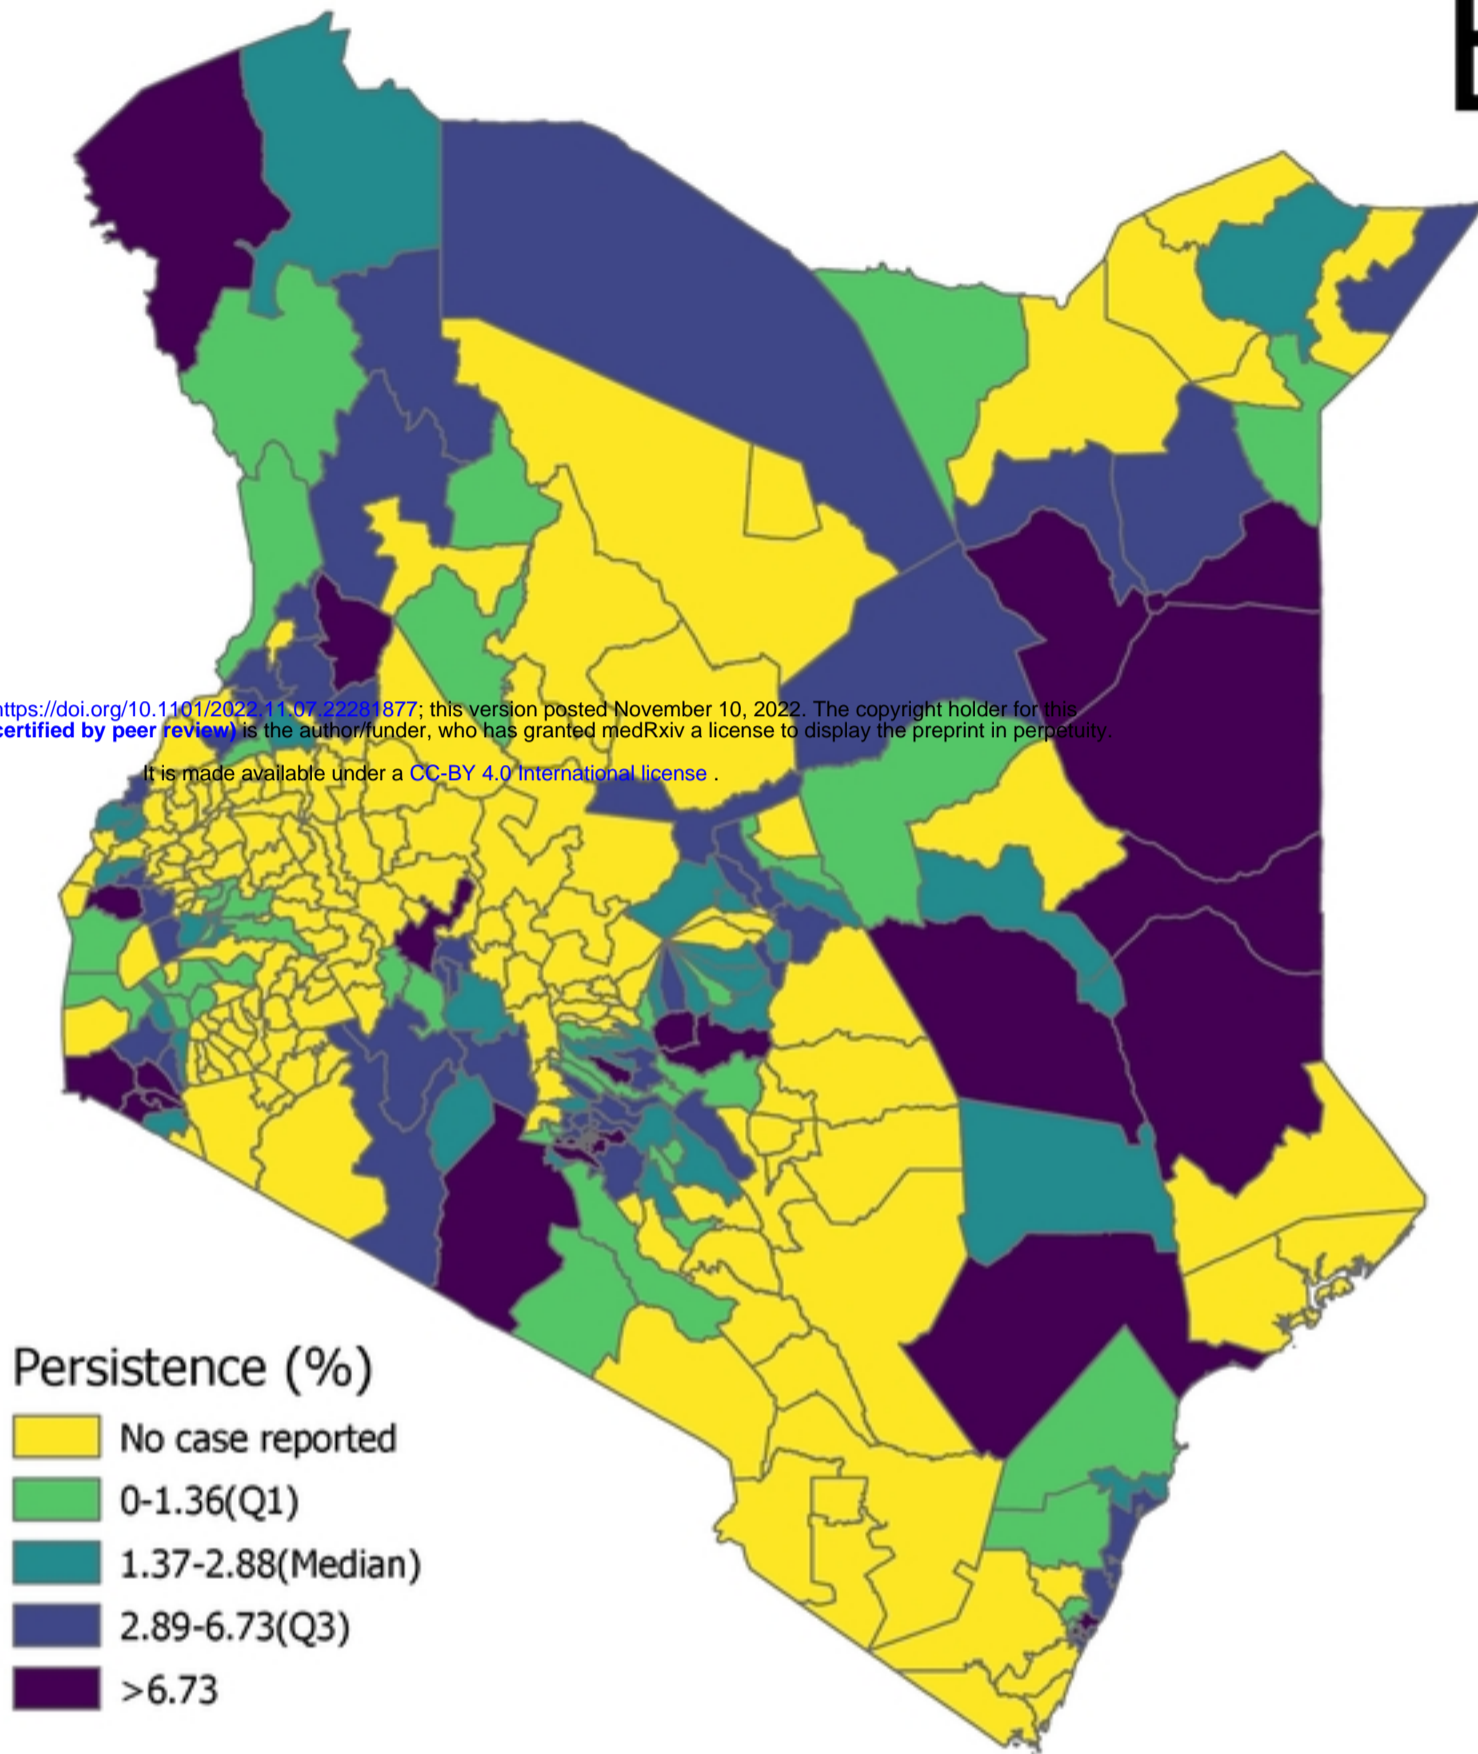 https://doi.org/10.1101/2022.11.07.22281877; this version posted November 10, 2022. The copyright holder for this
certified by peer review) is the author/funder, who has granted medRxiv a license to display the preprint in perpetuity.
It is made available under a CC-BY 4.0 International license .
Persistence (%)
No case reported
0-1.36(Q1)
1.37-2.88(Median)
2.89-6.73(Q3)
>6.73